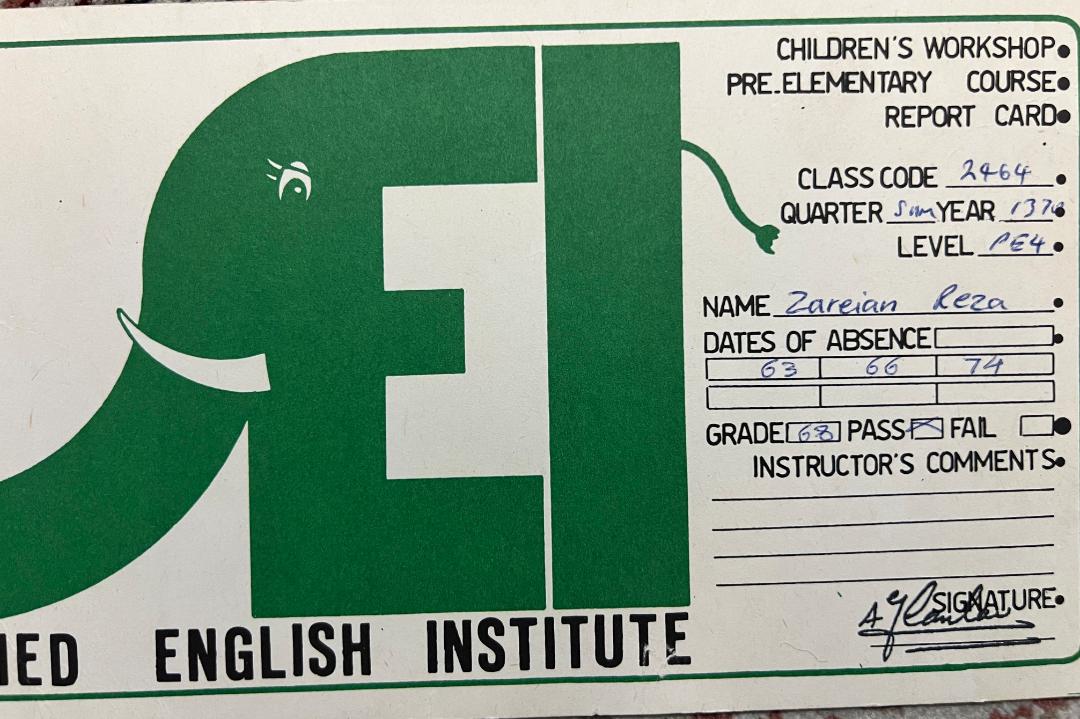 CHILDREN'S WORKSHOP
PRE-ELEMENTARY COURSE
REPORT CARD
CLASS CODE 2464
QUARTER Sum YEAR 137
LEVEL PE4
NAME Zareian Reza
DATES OF ABSENCE
63 66 74
GRADE 68 PASS FAIL
INSTRUCTOR'S COMMENTS
SIGNATURE
EI
IED ENGLISH INSTITUTE